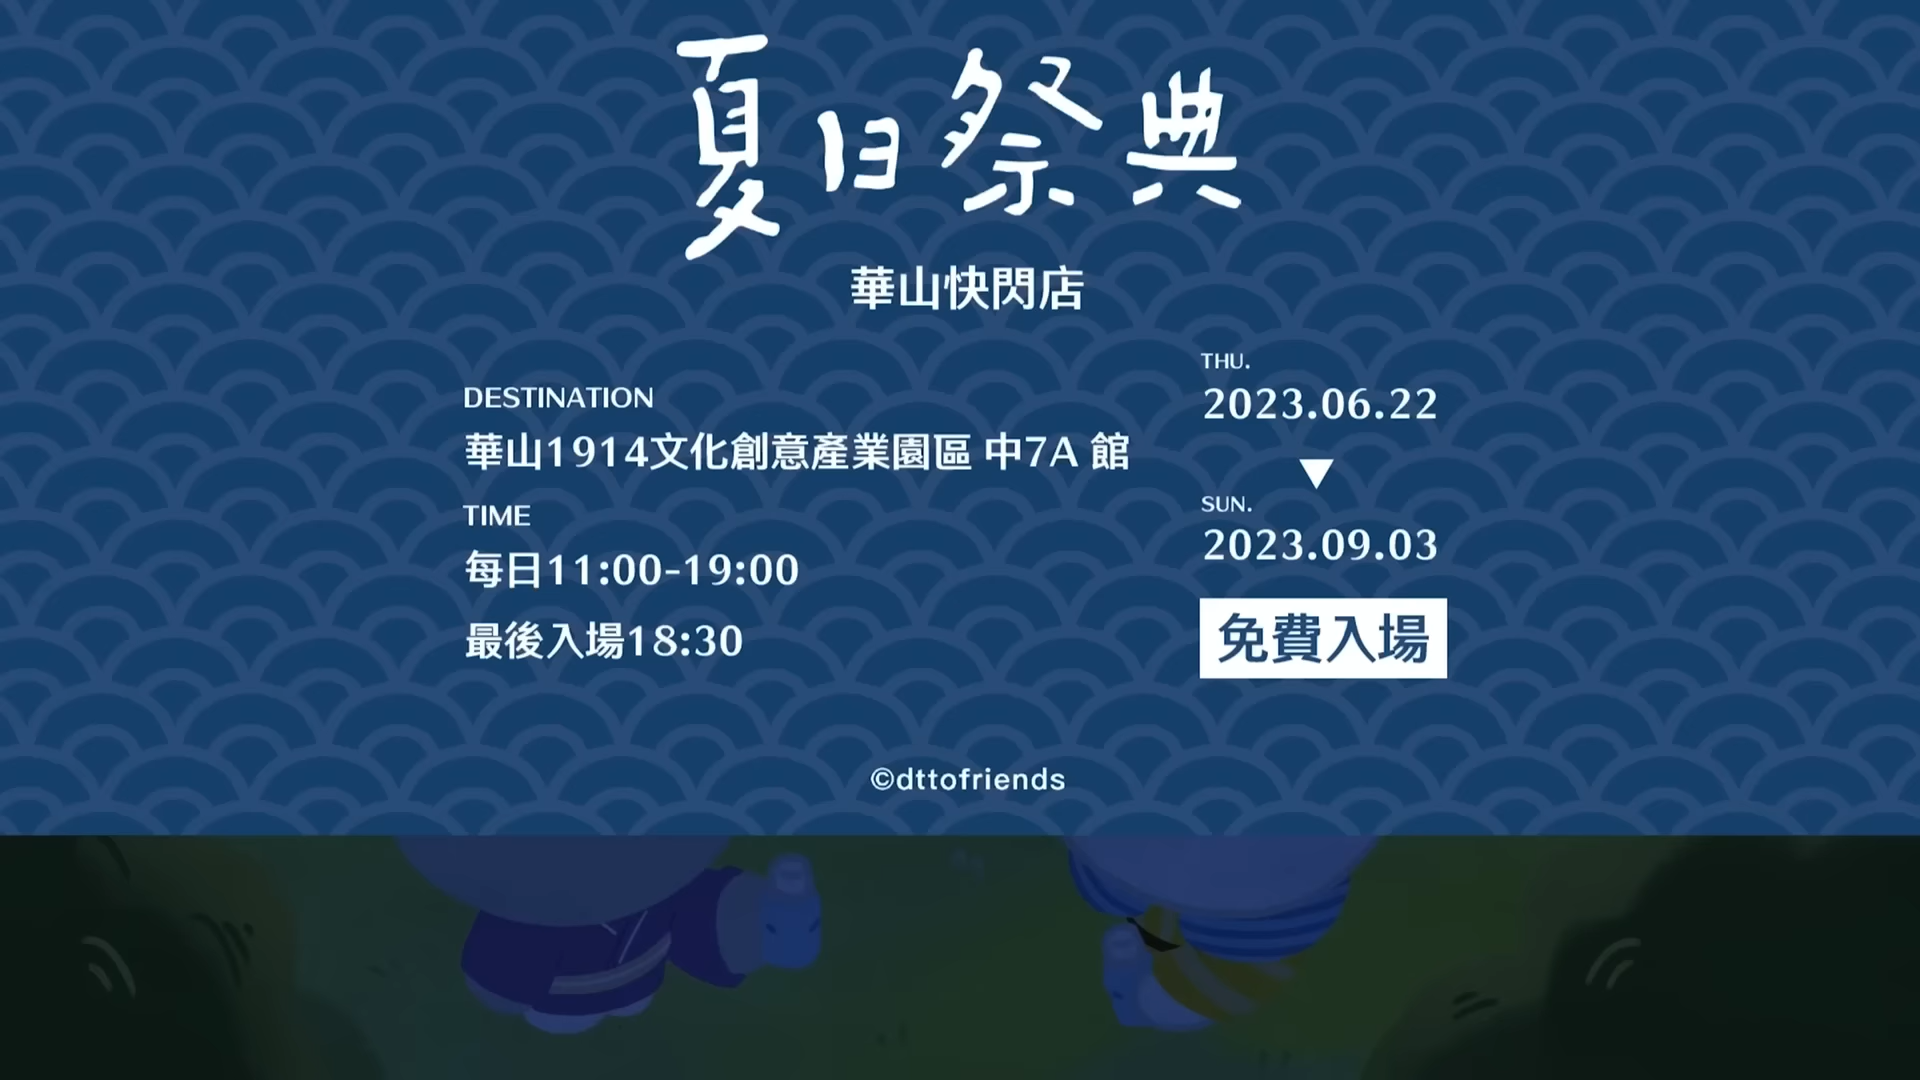 夏日祭典
華山快閃店
DESTINATION
華山1914文化創意產業園區 中7A 館
TIME
每日11:00-19:00
最後入場18:30
THU.
2023.06.22
▼
SUN.
2023.09.03
免費入場
©dttofriends